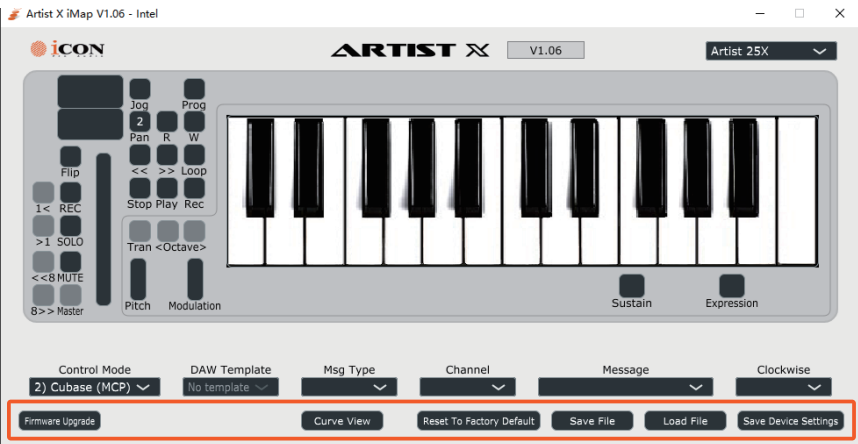 Artist X iMap V1.06 - Intel
icon
ARTIST X
V1.06
Artist 25X
Jog
Prog
2
Pan
R
W
<<
>>
Loop
Flip
Stop
Play
Rec
1<
REC
>1
SOLO
Tran
<Octave>
<<8
MUTE
8>>
Master
Pitch
Modulation
Sustain
Expression
Control Mode
DAW Template
Msg Type
Channel
Message
Clockwise
2) Cubase (MCP)
No template
Firmware Upgrade
Curve View
Reset To Factory Default
Save File
Load File
Save Device Settings